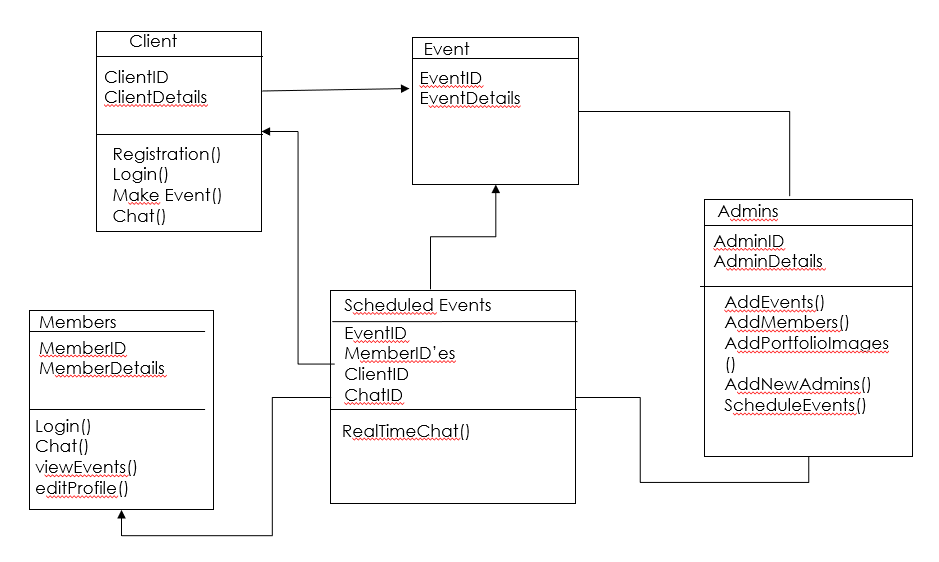 Client
ClientID
ClientDetails
Registration()
Login()
Make Event()
Chat()
Event
EventID
EventDetails
Admins
AdminID
AdminDetails
AddEvents()
AddMembers()
AddPortfolioImages
()
AddNewAdmins()
ScheduleEvents()
Scheduled Events
EventID
MemberID’es
ClientID
ChatID
RealTimeChat()
Members
MemberID
MemberDetails
Login()
Chat()
viewEvents()
editProfile()